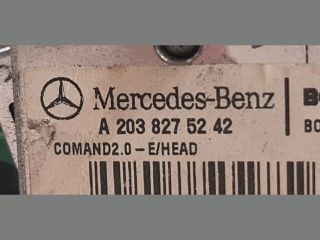 Mercedes-Benz
A 203 827 52 42
COMAND2.0-E/HEAD